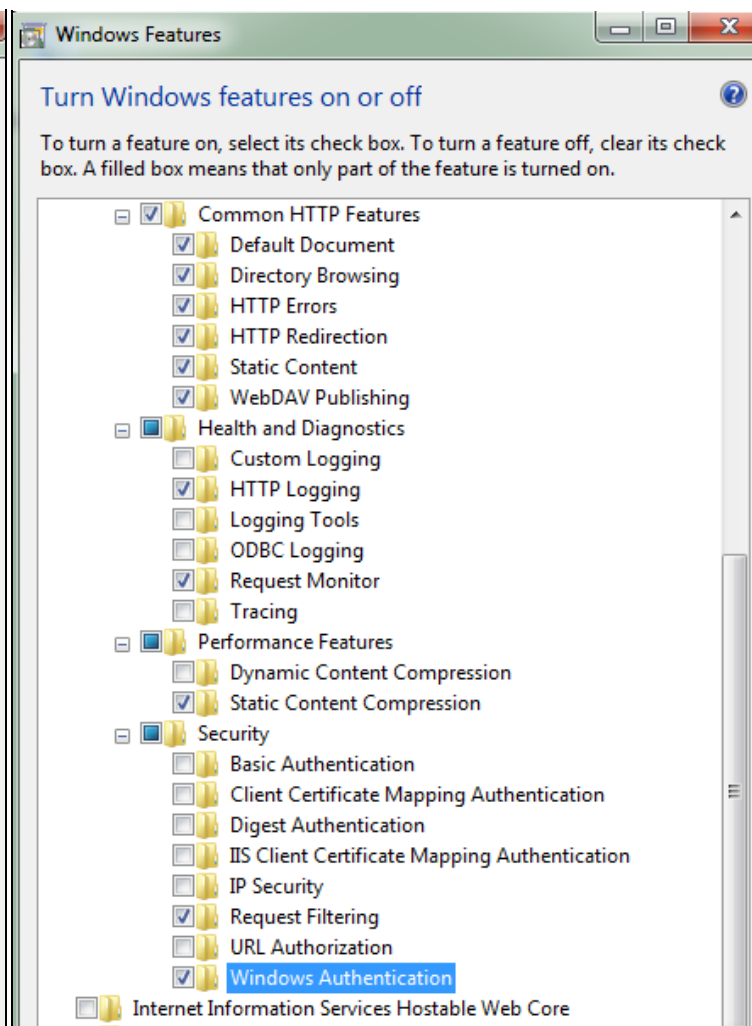 Windows Features
Turn Windows features on or off
To turn a feature on, select its check box. To turn a feature off, clear its check
box. A filled box means that only part of the feature is turned on.
Common HTTP Features
Default Document
Directory Browsing
HTTP Errors
HTTP Redirection
Static Content
WebDAV Publishing
Health and Diagnostics
Custom Logging
HTTP Logging
Logging Tools
ODBC Logging
Request Monitor
Tracing
Performance Features
Dynamic Content Compression
Static Content Compression
Security
Basic Authentication
Client Certificate Mapping Authentication
Digest Authentication
IIS Client Certificate Mapping Authentication
IP Security
Request Filtering
URL Authorization
Windows Authentication
Internet Information Services Hostable Web Core